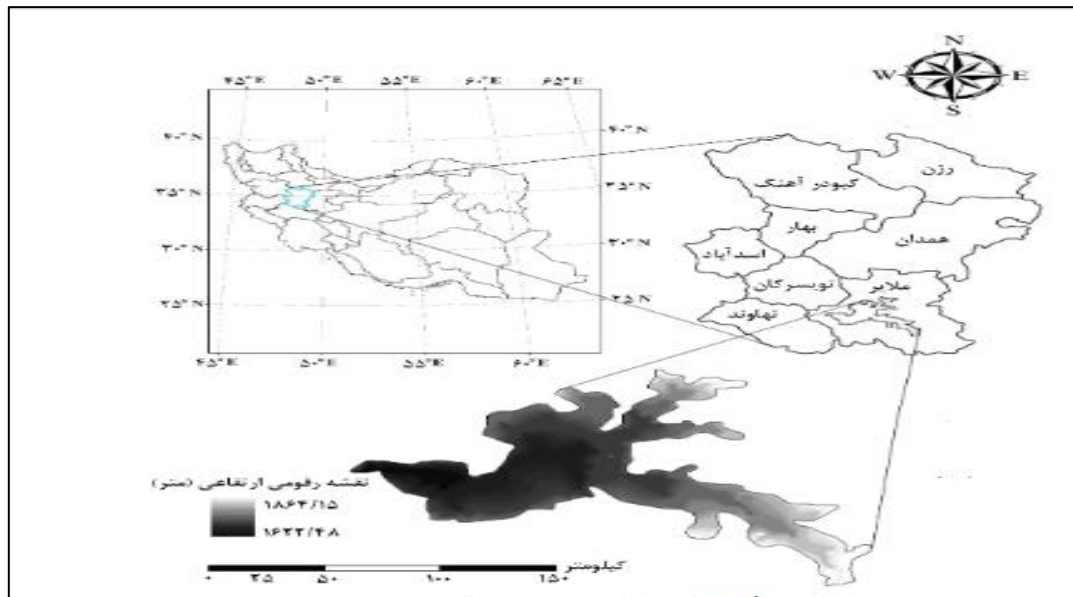 N
W E
S
۴۵°E ۵۰°E ۵۵°E ۶۰°E ۶۵°E
۴۰°N ۴۰°N
۳۵°N ۳۵°N
۳۰°N ۳۰°N
۲۵°N ۲۵N
۴۵°E ۵۰°E ۵۵°E ۶۰°E
رزن
کبودر آهنگ
بهار
همدان
اسدآباد
تویسرکان
ملایر
نهاوند
نقشه رقومی ارتفاعی (متر)
۱۸۶۴/۱۵
۱۶۲۲/۴۸
کیلومتر
۰ ۲۵ ۵۰ ۱۰۰ ۱۵۰